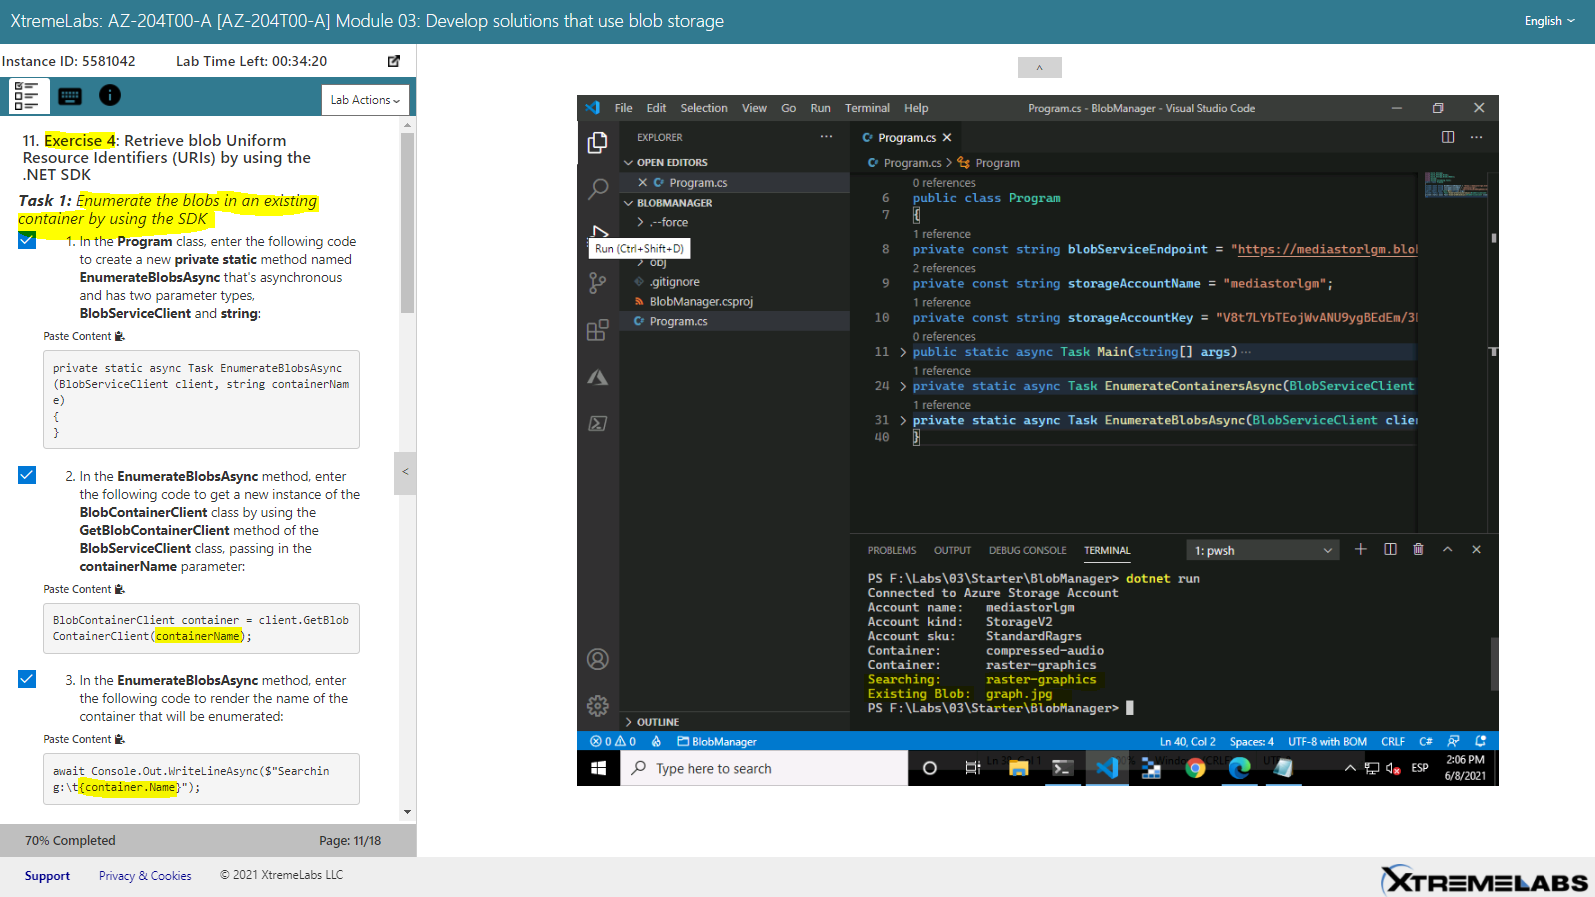 XtremeLabs: AZ-204T00-A [AZ-204T00-A] Module 03: Develop solutions that use blob storage
English
Instance ID: 5581042
Lab Time Left: 00:34:20
Lab Actions
11. Exercise 4: Retrieve blob Uniform
Resource Identifiers (URIs) by using the
.NET SDK
Task 1: Enumerate the blobs in an existing
container by using the SDK
1. In the Program class, enter the following code
to create a new private static method named
EnumerateBlobsAsync that's asynchronous
and has two parameter types,
BlobServiceClient and string:
Paste Content
private static async Task EnumerateBlobsAsync
(BlobServiceClient client, string containerNam
e)
{
}
2. In the EnumerateBlobsAsync method, enter
the following code to get a new instance of the
BlobContainerClient class by using the
GetBlobContainerClient method of the
BlobServiceClient class, passing in the
containerName parameter:
Paste Content
BlobContainerClient container = client.GetBlob
ContainerClient(containerName);
3. In the EnumerateBlobsAsync method, enter
the following code to render the name of the
container that will be enumerated:
Paste Content
await Console.Out.WriteLineAsync($"Searchin
g:\t{container.Name}");
70% Completed
Page: 11/18
File Edit Selection View Go Run Terminal Help
Program.cs - BlobManager - Visual Studio Code
EXPLORER
OPEN EDITORS
Program.cs
BLOBMANAGER
.--force
Run (Ctrl+Shift+D)
obj
.gitignore
BlobManager.csproj
Program.cs
OUTLINE
Program.cs
Program.cs > Program
0 references
6 public class Program
7 {
1 reference
8 private const string blobServiceEndpoint = "https://mediastorlgm.blo
2 references
9 private const string storageAccountName = "mediastorlgm";
1 reference
10 private const string storageAccountKey = "V8t7LYbTEojWvANU9ygBEdEm/3
0 references
11 > public static async Task Main(string[] args)
1 reference
24 > private static async Task EnumerateContainersAsync(BlobServiceClient
1 reference
31 > private static async Task EnumerateBlobsAsync(BlobServiceClient clie
40 }
PROBLEMS OUTPUT DEBUG CONSOLE TERMINAL
1: pwsh
PS F:\Labs\03\Starter\BlobManager> dotnet run
Connected to Azure Storage Account
Account name: mediastorlgm
Account kind: StorageV2
Account sku: StandardRagrs
Container: compressed-audio
Container: raster-graphics
Searching: raster-graphics
Existing Blob: graph.jpg
PS F:\Labs\03\Starter\BlobManager>
0 0
BlobManager
Ln 40, Col 2 Spaces: 4 UTF-8 with BOM CRLF C#
Type here to search
ESP
2:06 PM
6/8/2021
Support
Privacy & Cookies
© 2021 XtremeLabs LLC
XTREMELABS